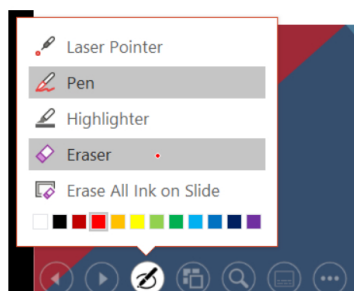 Laser Pointer
Pen
Highlighter
Eraser
Erase All Ink on Slide